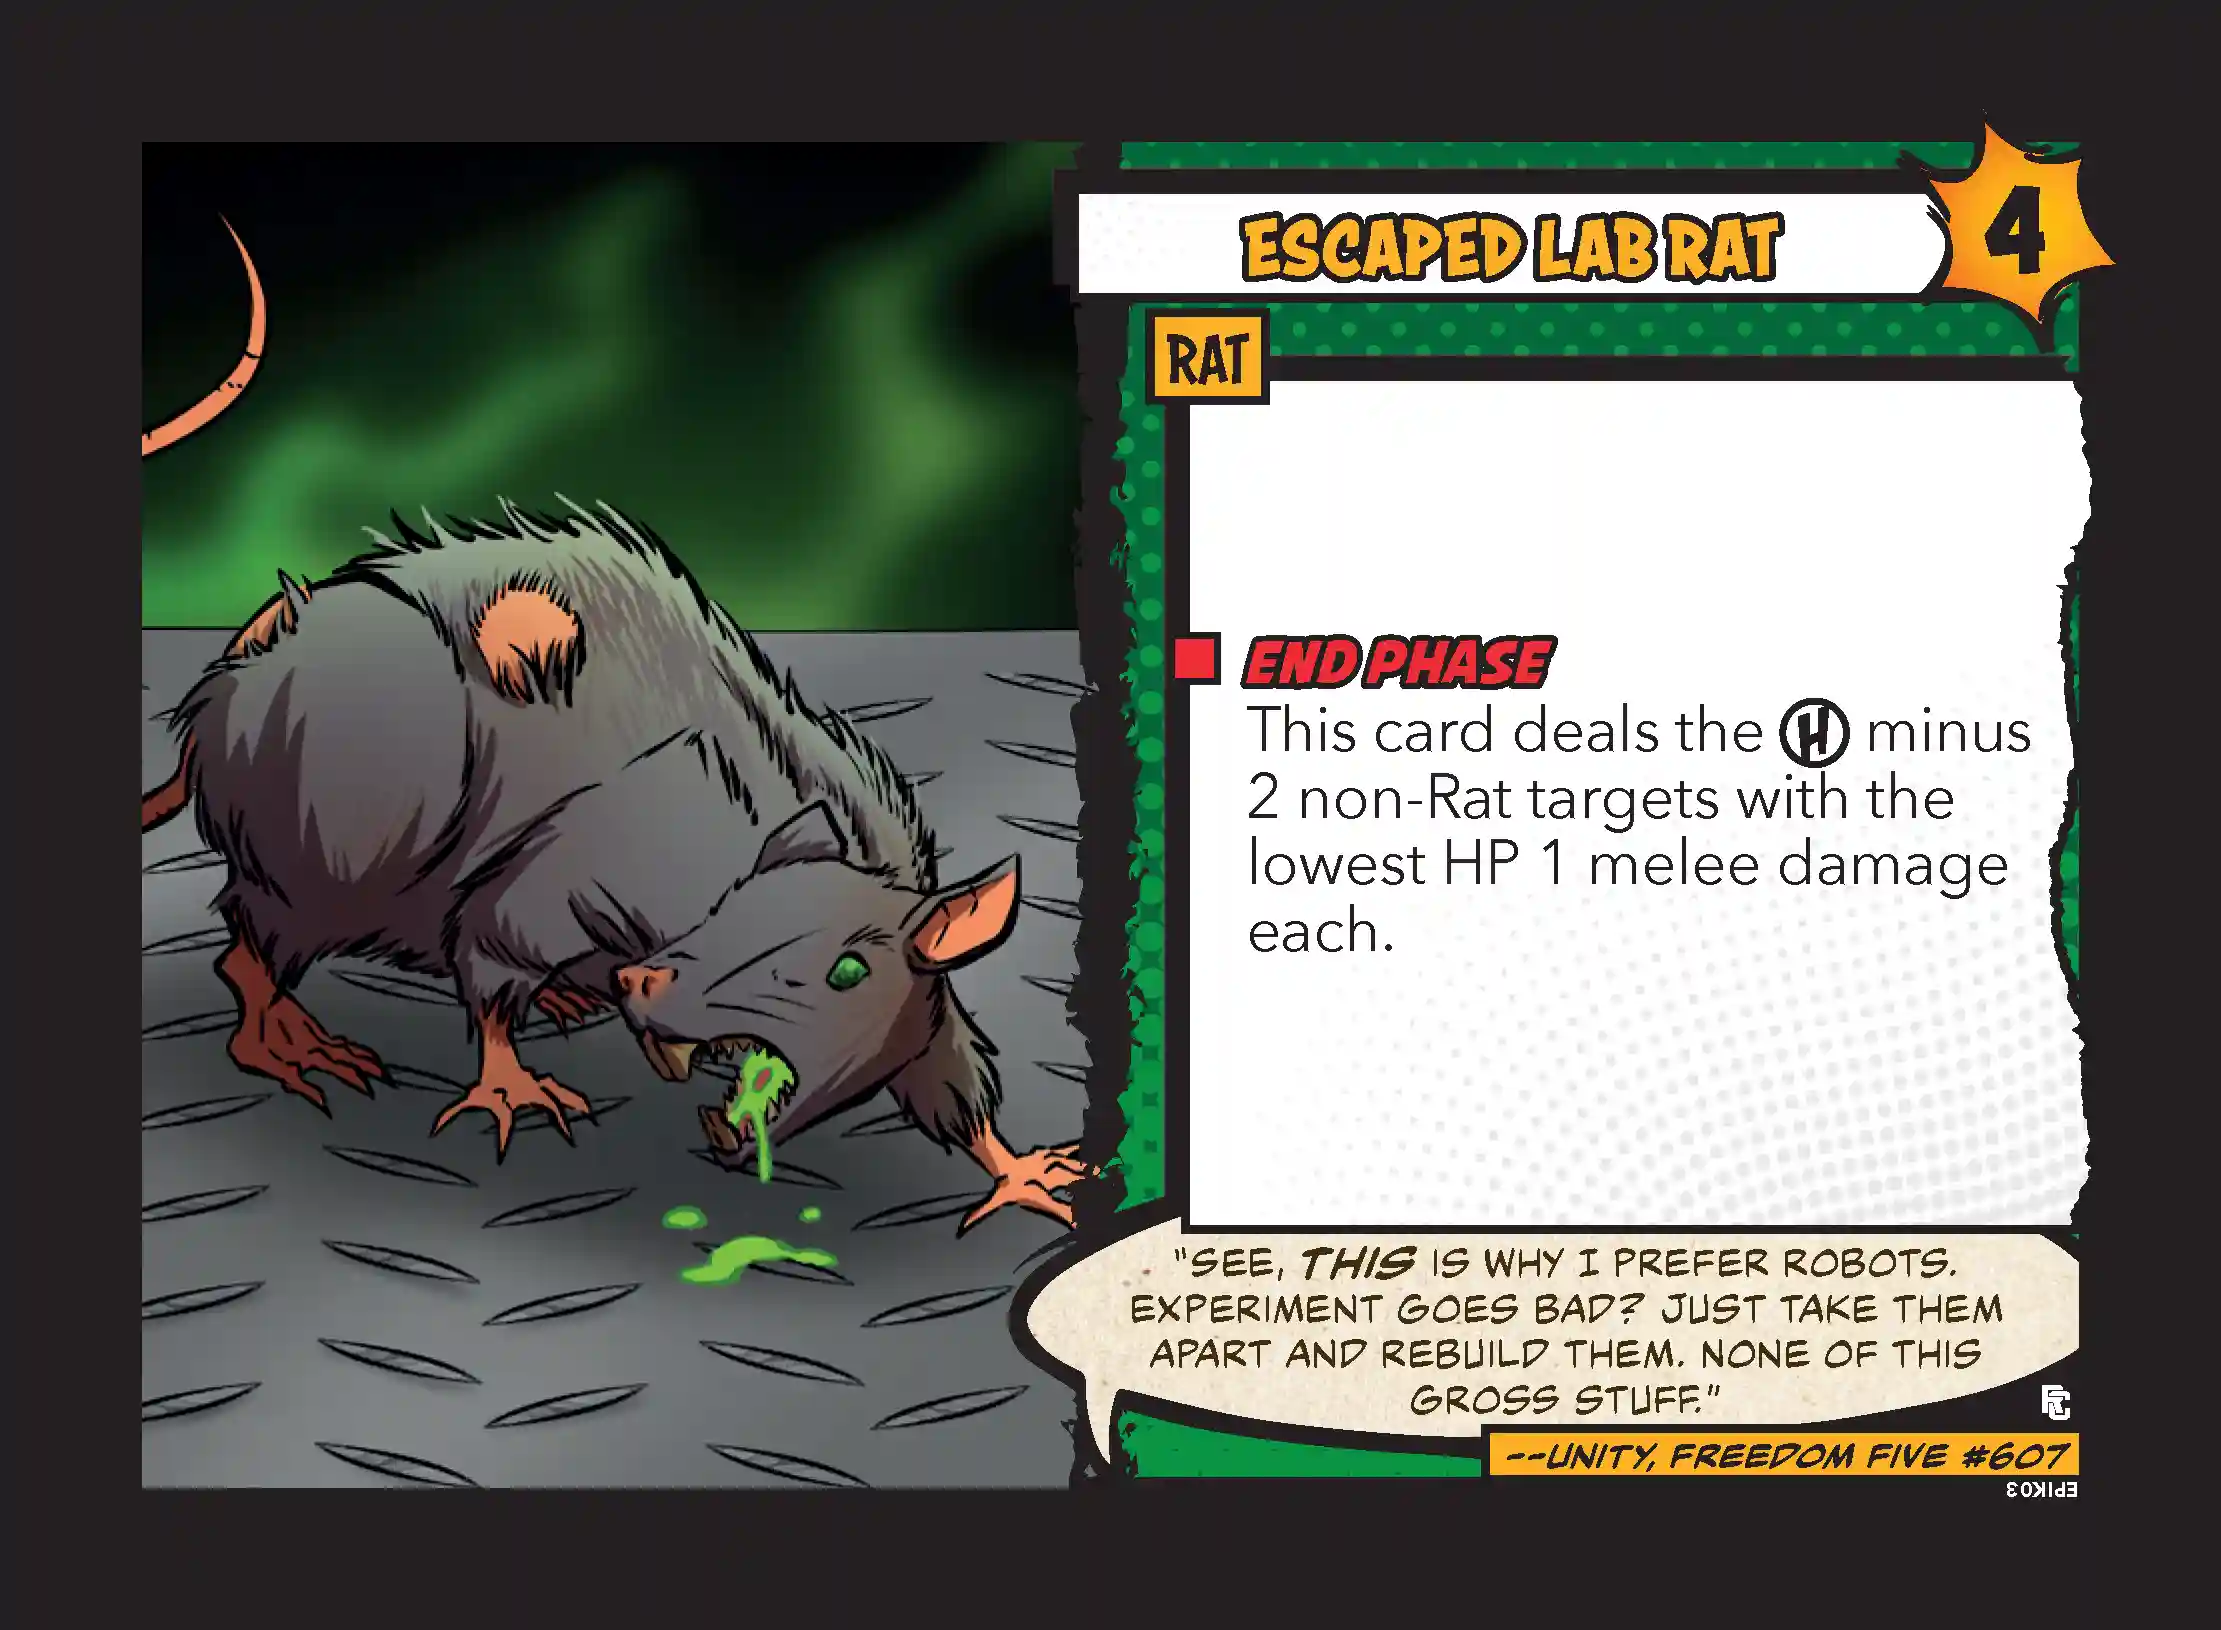 ESCAPED LAB RAT
4
RAT
END PHASE
This card deals the H minus
2 non-Rat targets with the
lowest HP 1 melee damage
each.
"SEE, THIS IS WHY I PREFER ROBOTS.
EXPERIMENT GOES BAD? JUST TAKE THEM
APART AND REBUILD THEM. NONE OF THIS
GROSS STUFF."
FC
--UNITY, FREEDOM FIVE #607
EPIK03